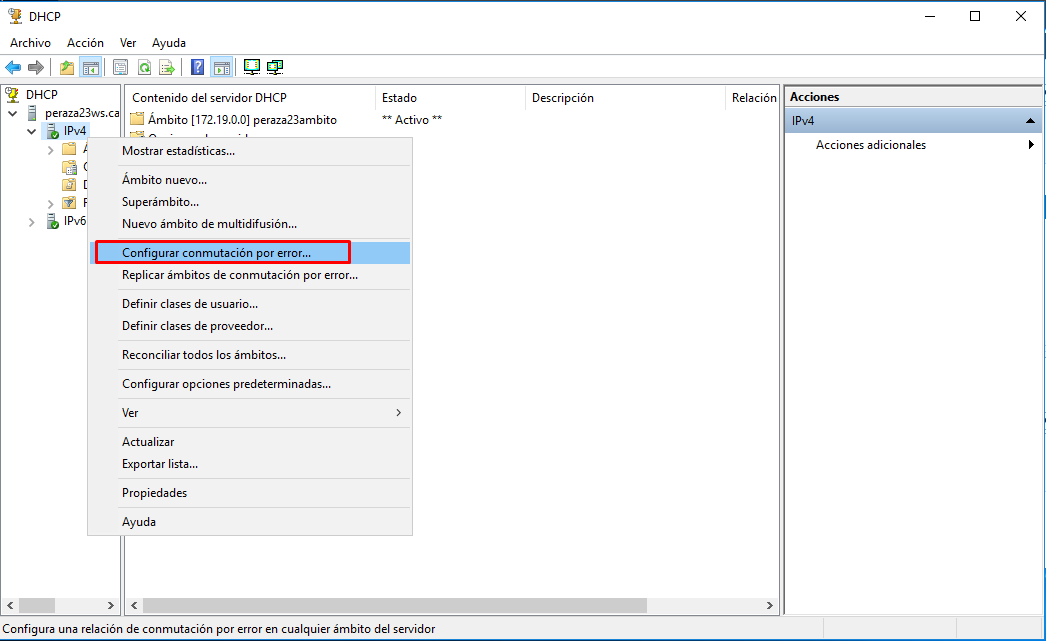 DHCP
Archivo Acción Ver Ayuda
DHCP
peraza23ws.ca
IPv4
IPv6
Contenido del servidor DHCP Estado Descripción Relación
Ámbito [172.19.0.0] peraza23ambito ** Activo **
Mostrar estadísticas...
Ámbito nuevo...
Superámbito...
Nuevo ámbito de multidifusión...
Configurar conmutación por error...
Replicar ámbitos de conmutación por error...
Definir clases de usuario...
Definir clases de proveedor...
Reconciliar todos los ámbitos...
Configurar opciones predeterminadas...
Ver
Actualizar
Exportar lista...
Propiedades
Ayuda
Acciones
IPv4
Acciones adicionales
Configura una relación de conmutación por error en cualquier ámbito del servidor